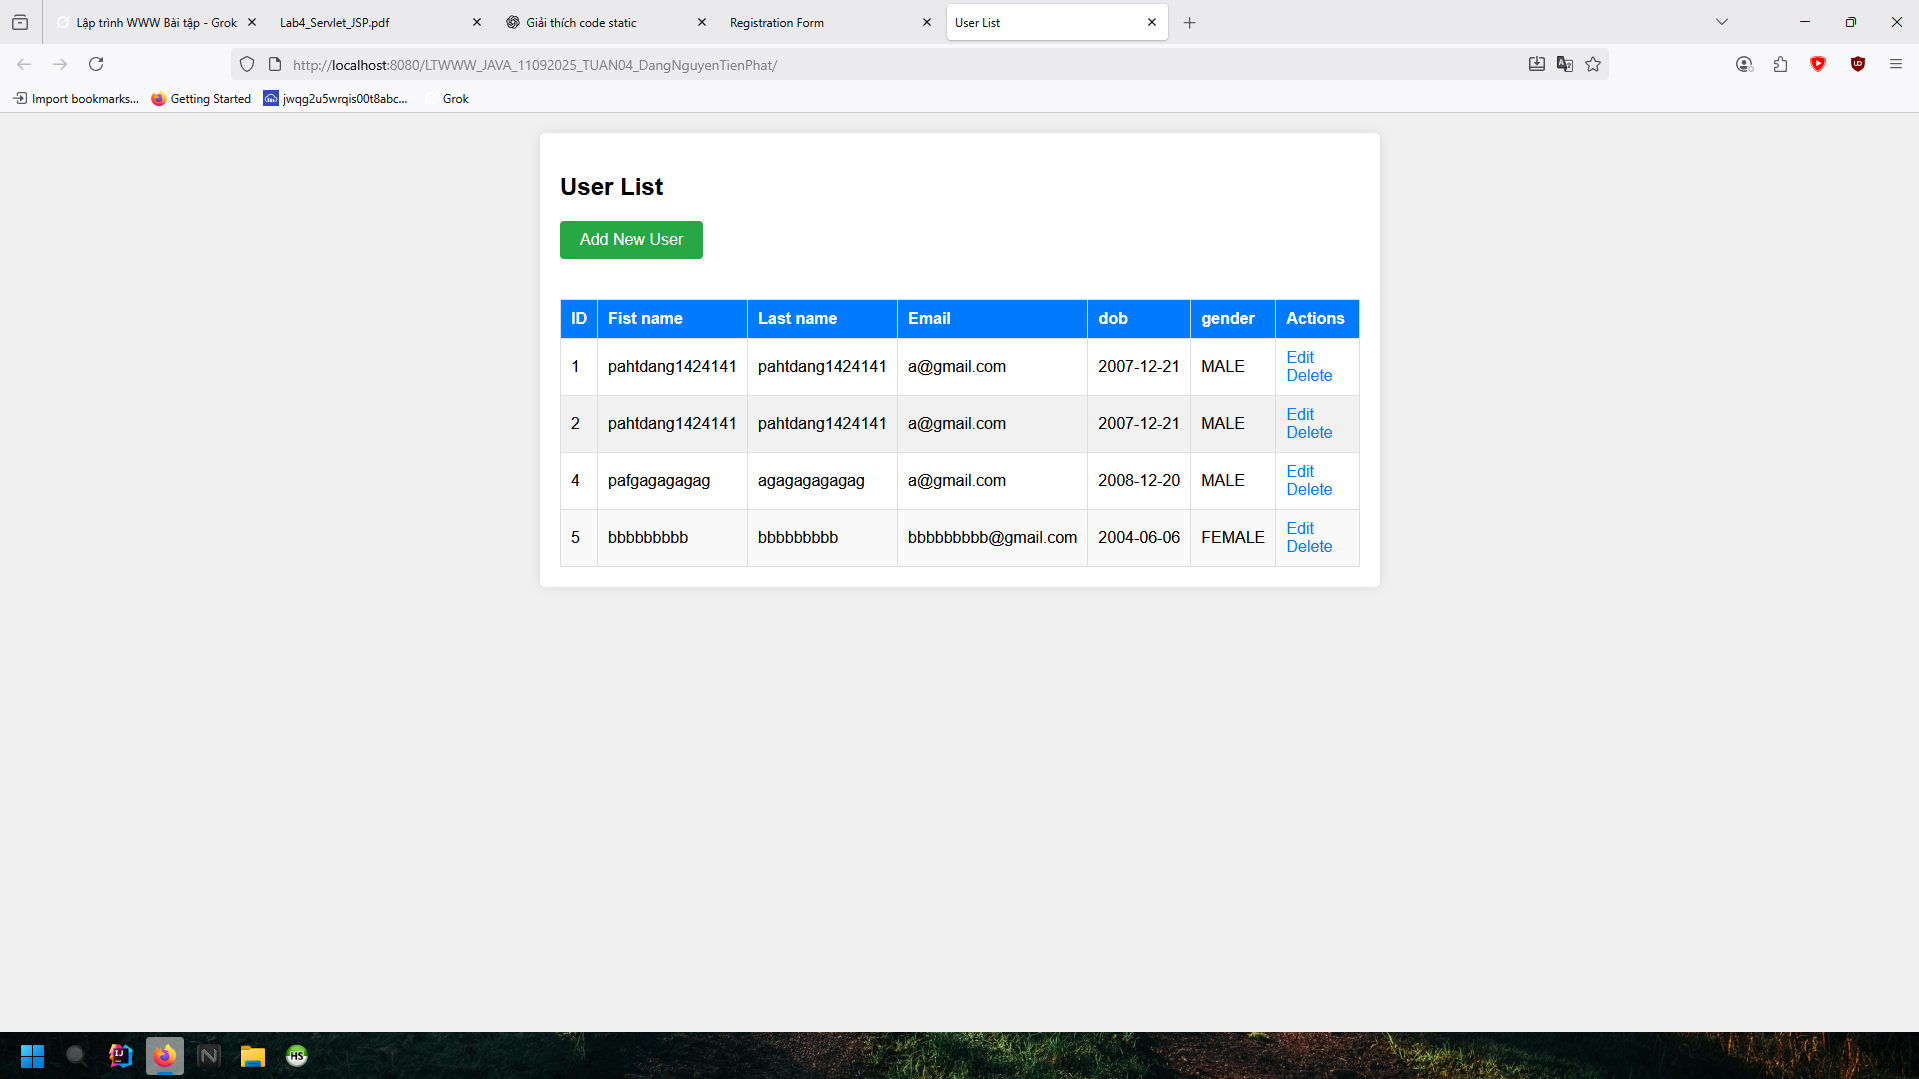 Lập trình WWW Bài tập - Grok
Lab4_Servlet_JSP.pdf
Giải thích code static
Registration Form
User List
http://localhost:8080/LTWWW_JAVA_11092025_TUAN04_DangNguyenTienPhat/
Import bookmarks...
Getting Started
jwqg2u5wrqis00t8abc...
Grok
User List
Add New User
ID Fist name Last name Email dob gender Actions
1 pahtdang1424141 pahtdang1424141 a@gmail.com 2007-12-21 MALE Edit Delete
2 pahtdang1424141 pahtdang1424141 a@gmail.com 2007-12-21 MALE Edit Delete
4 pafgagagagag agagagagagag a@gmail.com 2008-12-20 MALE Edit Delete
5 bbbbbbbbb bbbbbbbbb bbbbbbbbb@gmail.com 2004-06-06 FEMALE Edit Delete
IJ
N
HS